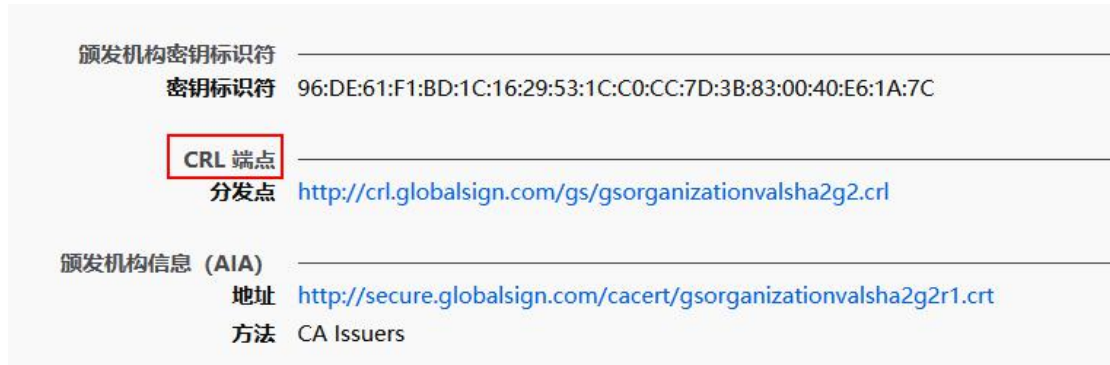 颁发机构密钥标识符
密钥标识符 96:DE:61:F1:BD:1C:16:29:53:1C:C0:CC:7D:3B:83:00:40:E6:1A:7C
CRL 端点
分发点 http://crl.globalsign.com/gs/gsorganizationvalsha2g2.crl
颁发机构信息 (AIA)
地址 http://secure.globalsign.com/cacert/gsorganizationvalsha2g2r1.crt
方法 CA Issuers